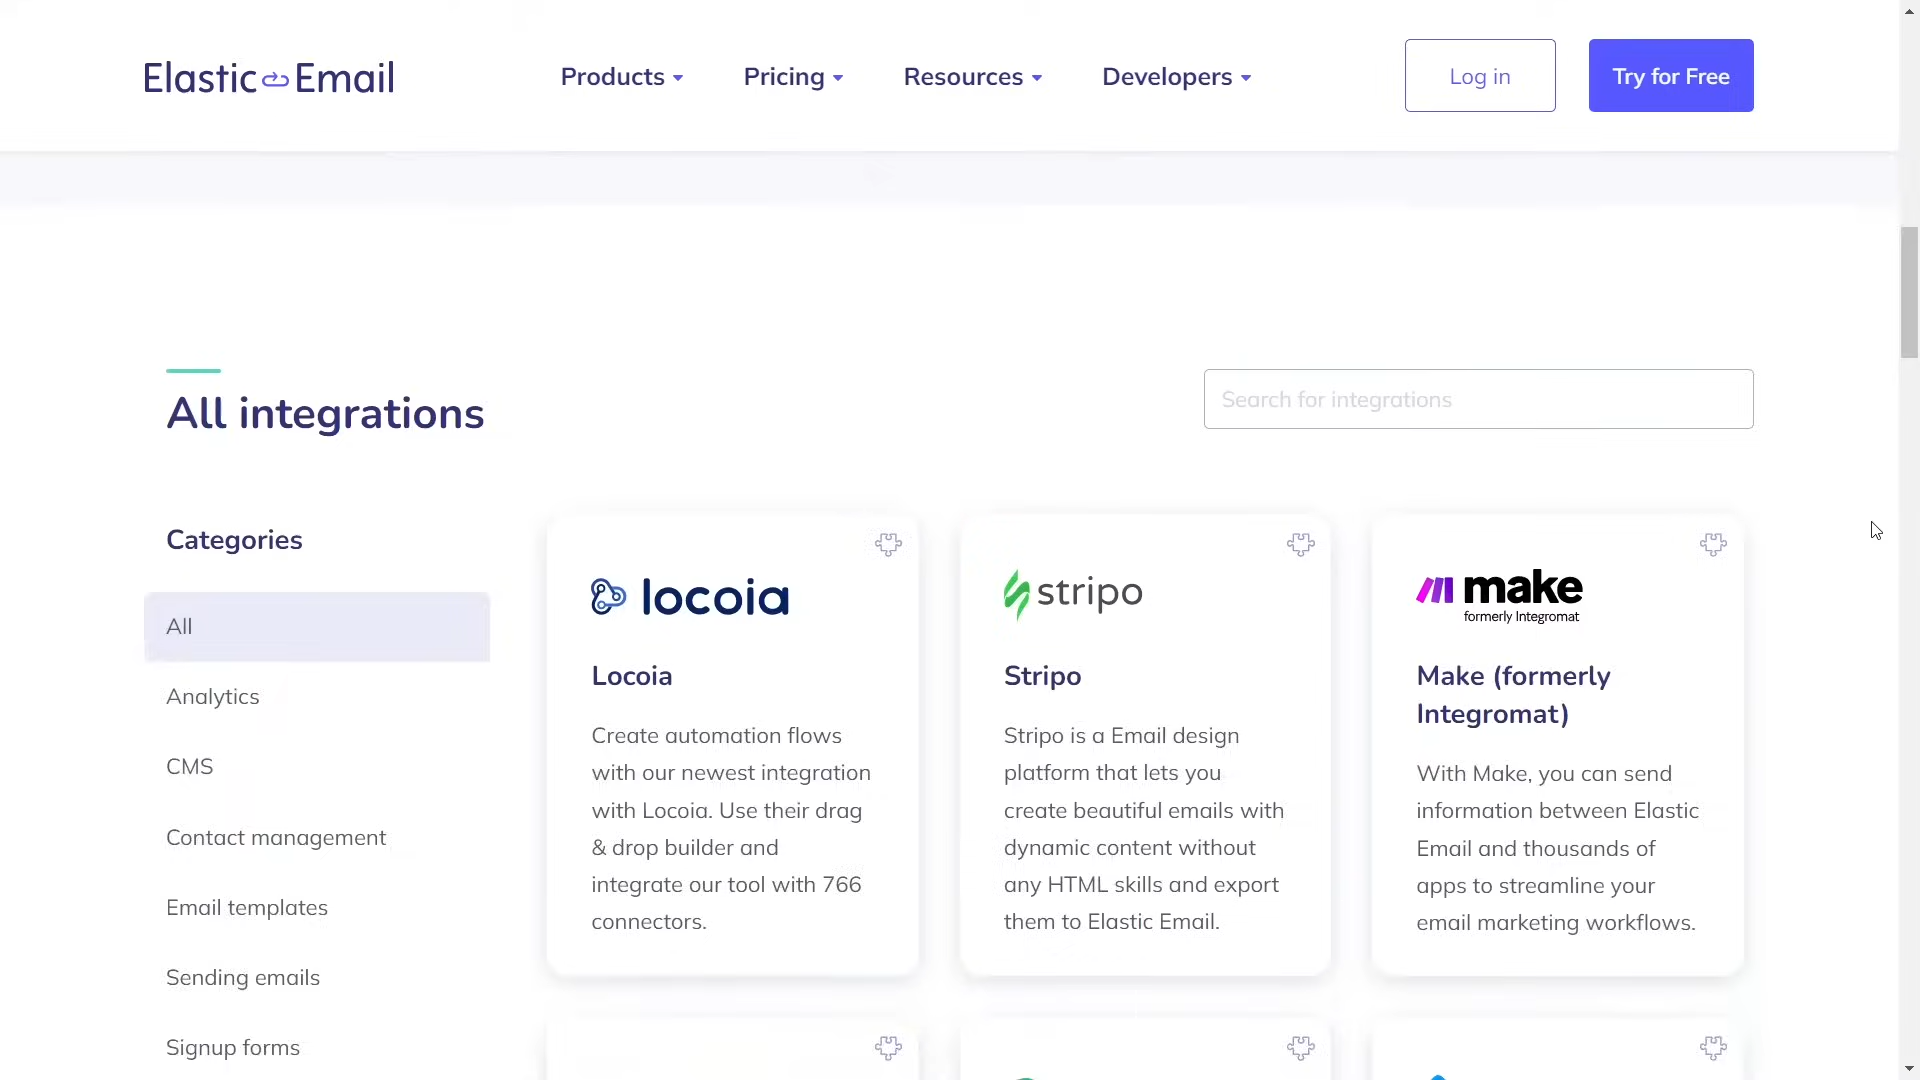 Elastic Email
Products
Pricing
Resources
Developers
Log in
Try for Free
All integrations
Search for integrations
Categories
All
Analytics
CMS
Contact management
Email templates
Sending emails
Signup forms
locoia
Locoia
Create automation flows
with our newest integration
with Locoia. Use their drag
& drop builder and
integrate our tool with 766
connectors.
stripo
Stripo
Stripo is a Email design
platform that lets you
create beautiful emails with
dynamic content without
any HTML skills and export
them to Elastic Email.
make
formerly Integromat
Make (formerly
Integromat)
With Make, you can send
information between Elastic
Email and thousands of
apps to streamline your
email marketing workflows.